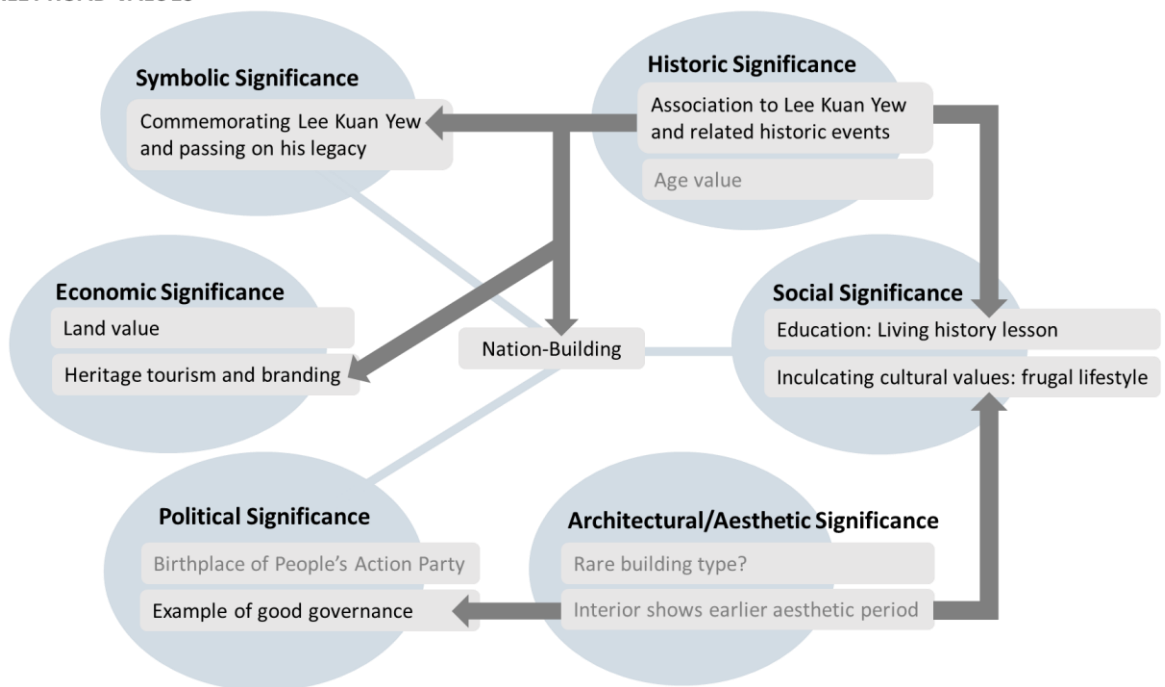 Symbolic Significance
Commemorating Lee Kuan Yew
and passing on his legacy
Historic Significance
Association to Lee Kuan Yew
and related historic events
Age value
Economic Significance
Land value
Heritage tourism and branding
Nation-Building
Social Significance
Education: Living history lesson
Inculcating cultural values: frugal lifestyle
Political Significance
Birthplace of People's Action Party
Example of good governance
Architectural/Aesthetic Significance
Rare building type?
Interior shows earlier aesthetic period